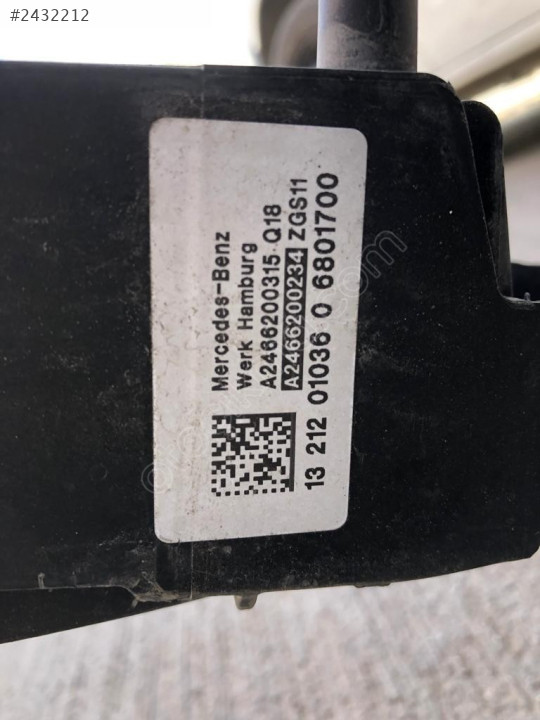 #2432212
Mercedes-Benz
Werk Hamburg
A2466200315 Q18
A2466200234 ZGS11
13 212 01036 0 6801700